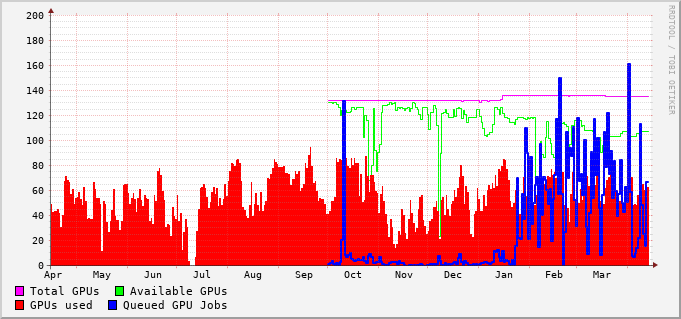 200
180
160
140
120
100
80
60
40
20
0
Apr May Jun Jul Aug Sep Oct Nov Dec Jan Feb Mar
Total GPUs Available GPUs
GPUs used Queued GPU Jobs
RRDTOOL / TOBI OETIKER